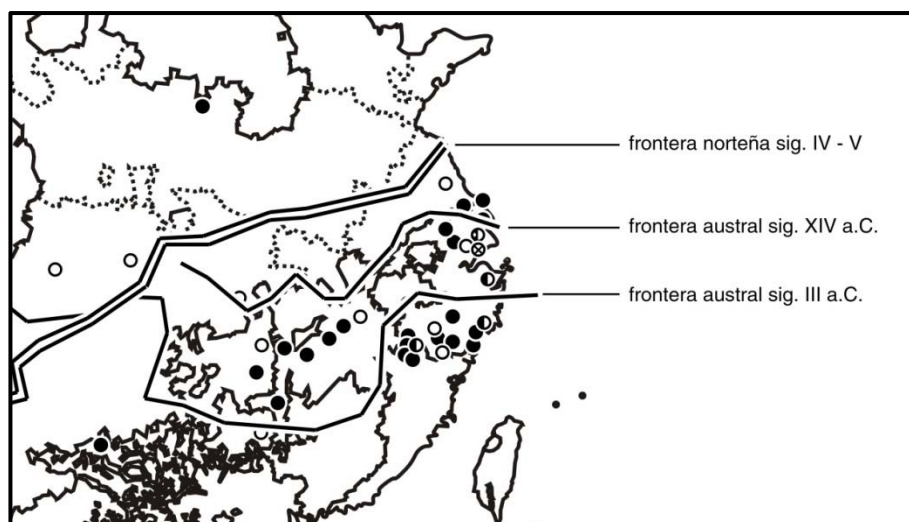 frontera norteña sig. IV - V
frontera austral sig. XIV a.C.
frontera austral sig. III a.C.